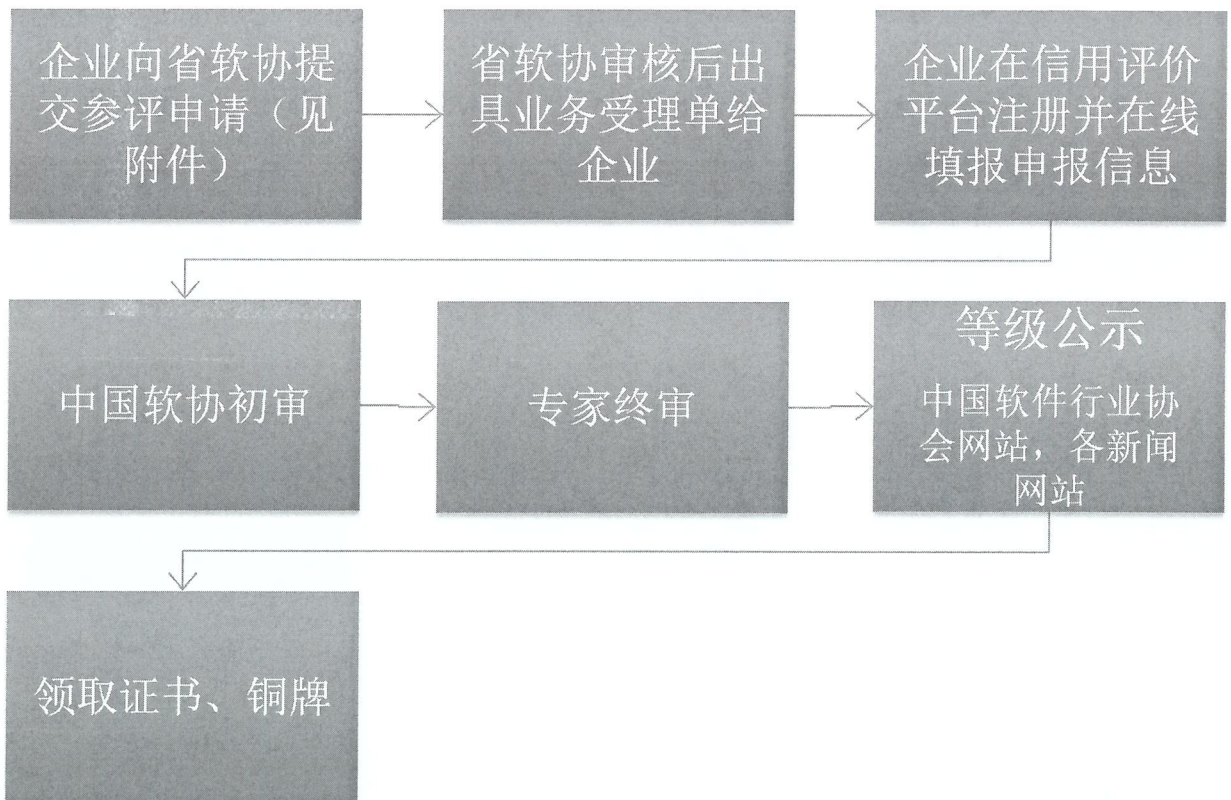 企业向省软协提
交参评申请（见
附件）
省软协审核后出
具业务受理单给
企业
企业在信用评价
平台注册并在线
填报申报信息
中国软协初审
专家终审
等级公示
中国软件行业协
会网站，各新闻
网站
领取证书、铜牌